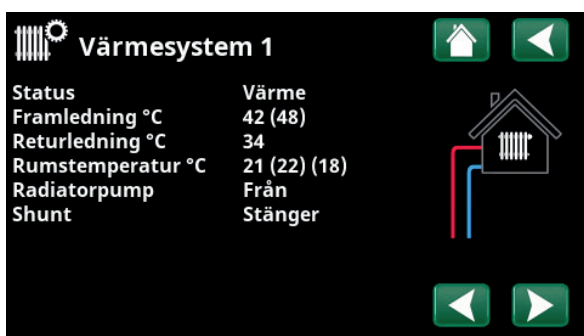 Värmesystem 1
Status Värme
Framledning °C 42 (48)
Returledning °C 34
Rumstemperatur °C 21 (22) (18)
Radiatorpump Från
Shunt Stänger